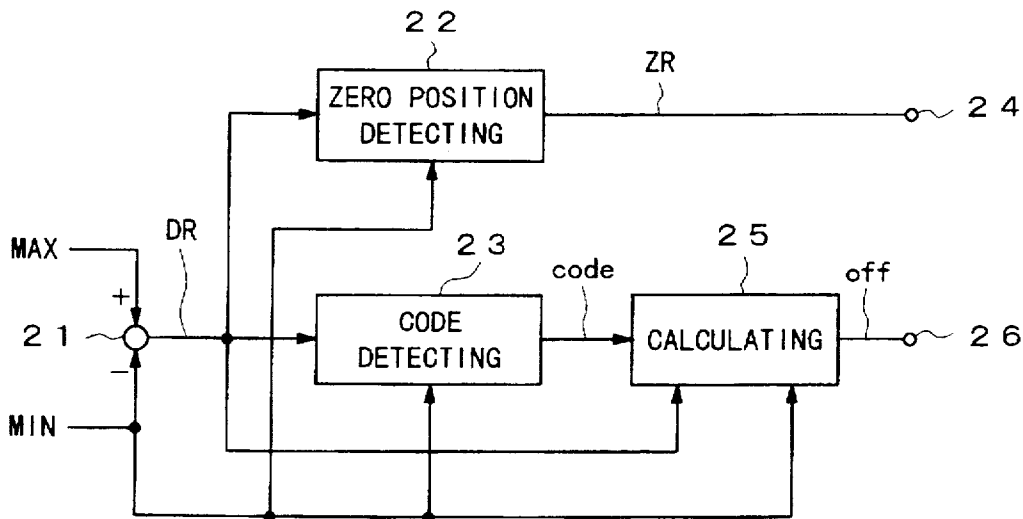 22
ZERO POSITION
DETECTING
ZR
24
MAX
DR
+
21
−
MIN
23
CODE
DETECTING
code
25
CALCULATING
off
26